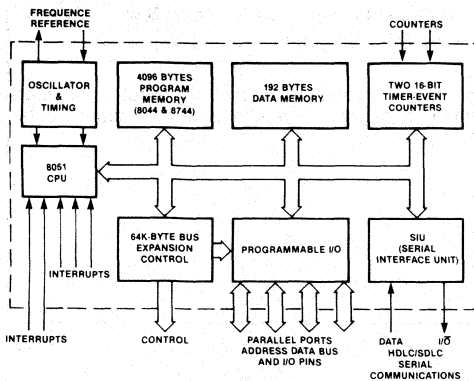 FREQUENCE
REFERENCE
COUNTERS
OSCILLATOR
&
TIMING
4096 BYTES
PROGRAM
MEMORY
(8044 & 8744)
192 BYTES
DATA MEMORY
TWO 16-BIT
TIMER-EVENT
COUNTERS
8051
CPU
64K-BYTE BUS
EXPANSION
CONTROL
PROGRAMMABLE I/O
SIU
(SERIAL
INTERFACE
UNIT)
INTERRUPTS
INTERRUPTS
CONTROL
PARALLEL PORTS
ADDRESS DATA BUS
AND I/O PINS
DATA I/O
HDLC/SDLC
SERIAL
COMMUNICATIONS